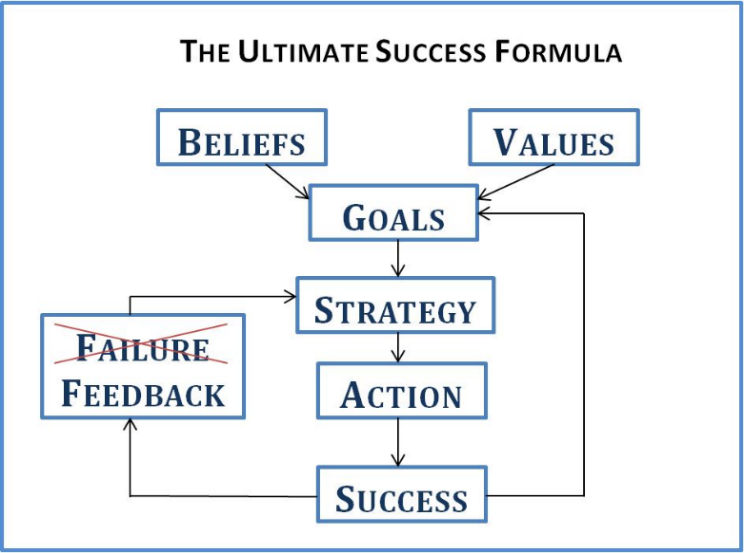 THE ULTIMATE SUCCESS FORMULA
BELIEFS
VALUES
GOALS
STRATEGY
FAILURE
FEEDBACK
ACTION
SUCCESS